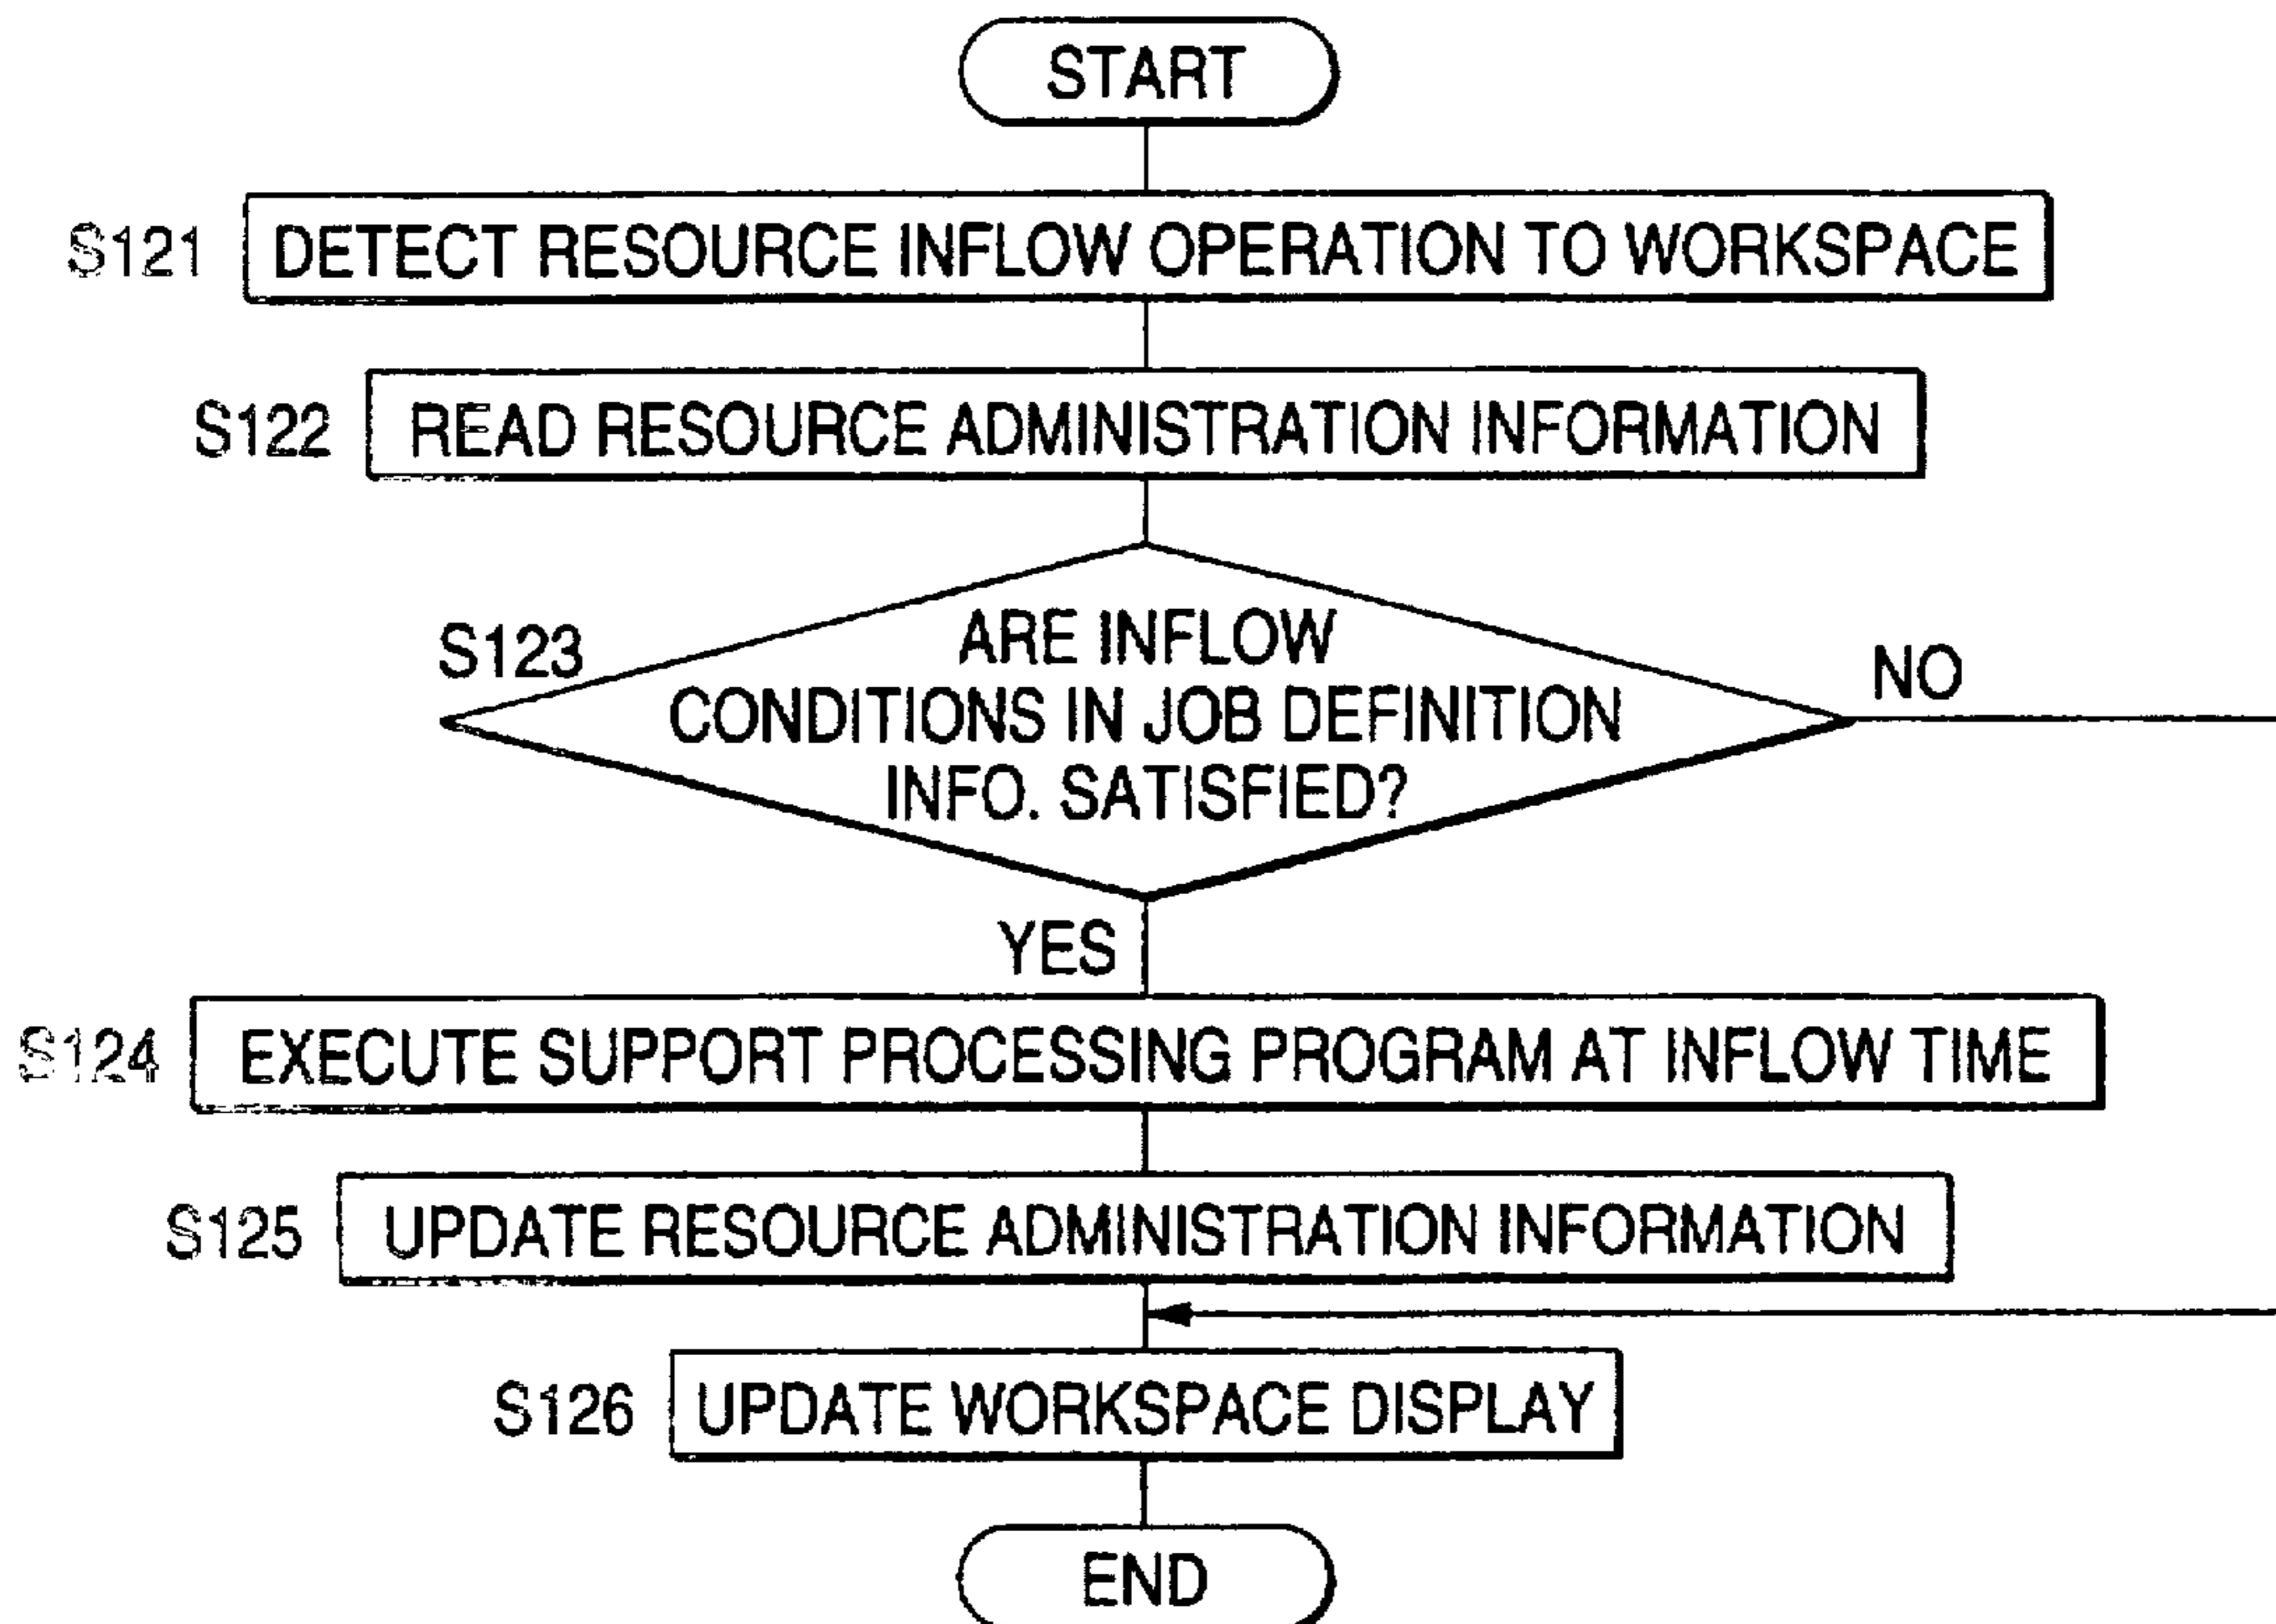 START
S121 DETECT RESOURCE INFLOW OPERATION TO WORKSPACE
S122 READ RESOURCE ADMINISTRATION INFORMATION
S123
ARE INFLOW
CONDITIONS IN JOB DEFINITION
INFO. SATISFIED?
NO
YES
S124 EXECUTE SUPPORT PROCESSING PROGRAM AT INFLOW TIME
S125 UPDATE RESOURCE ADMINISTRATION INFORMATION
S126 UPDATE WORKSPACE DISPLAY
END